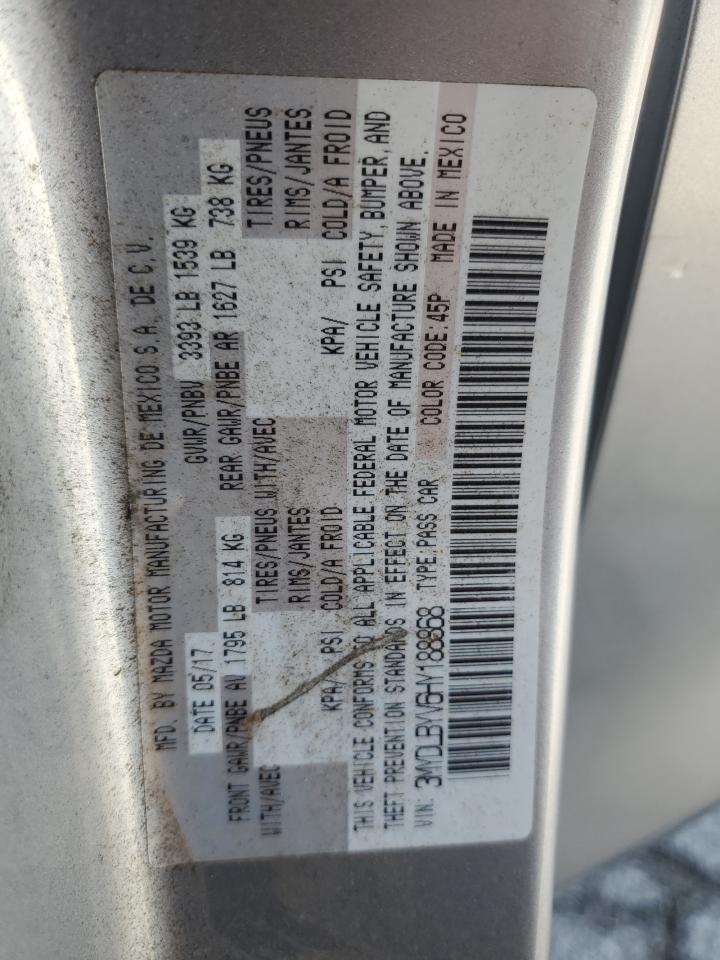 MFD. BY MAZDA MOTOR MANUFACTURING DE MEXICO S.A. DE C.V.
DATE 05/17 GVWR/PNBV 3393 LB 1539 KG
FRONT GAWR/PNBE AV 1795 LB 814 KG REAR GAWR/PNBE AR 1627 LB 738 KG
WITH/AVEC TIRES/PNEUS WITH/AVEC TIRES/PNEUS
RIMS/JANTES RIMS/JANTES
KPA/ PSI COLD/A FROID KPA/ PSI COLD/A FROID
THIS VEHICLE CONFORMS TO ALL APPLICABLE FEDERAL MOTOR VEHICLE SAFETY, BUMPER, AND
THEFT PREVENTION STANDARDS IN EFFECT ON THE DATE OF MANUFACTURE SHOWN ABOVE.
VIN: 3MYDLBYV6HY188868 TYPE:PASS CAR COLOR CODE:45P MADE IN MEXICO